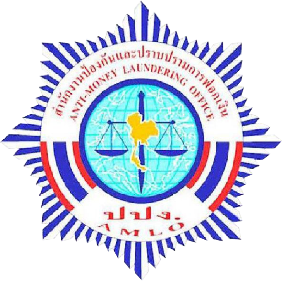 สำนักงานป้องกันและปราบปรามการฟอกเงิน
ANTI-MONEY LAUNDERING OFFICE
ปปง.
AMLO